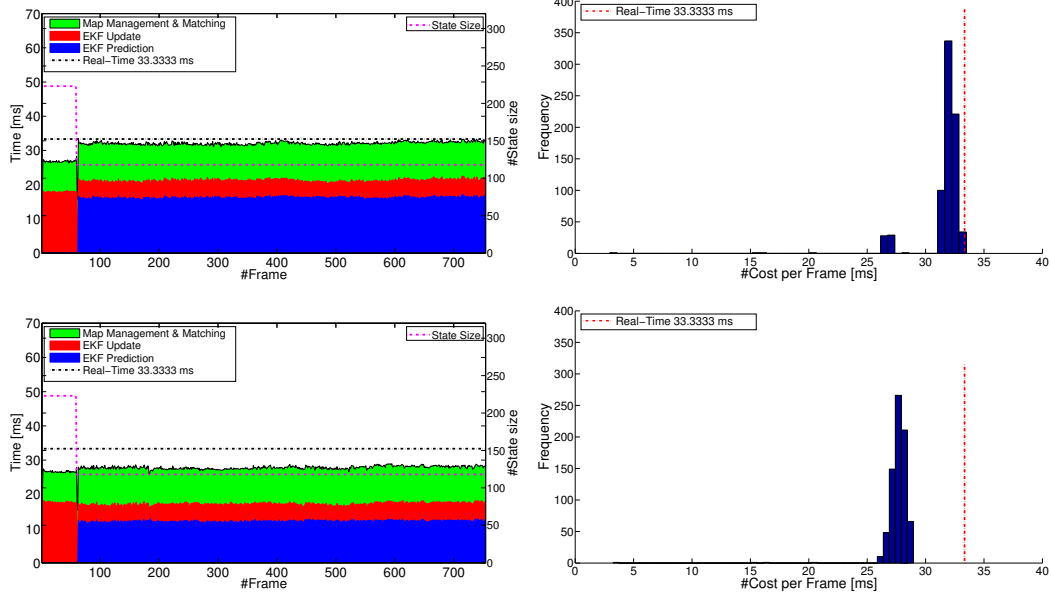 70
60
50
40
30
20
10
0
Time [ms]
Map Management & Matching
EKF Update
EKF Prediction
Real-Time 33.3333 ms
State Size
300
250
200
150
100
50
0
#State size
100 200 300 400 500 600 700
#Frame
400
350
300
250
200
150
100
50
0
Frequency
Real-Time 33.3333 ms
0 5 10 15 20 25 30 35 40
#Cost per Frame [ms]
70
60
50
40
30
20
10
0
Time [ms]
Map Management & Matching
EKF Update
EKF Prediction
Real-Time 33.3333 ms
State Size
300
250
200
150
100
50
0
#State size
100 200 300 400 500 600 700
#Frame
400
350
300
250
200
150
100
50
0
Frequency
Real-Time 33.3333 ms
0 5 10 15 20 25 30 35 40
#Cost per Frame [ms]